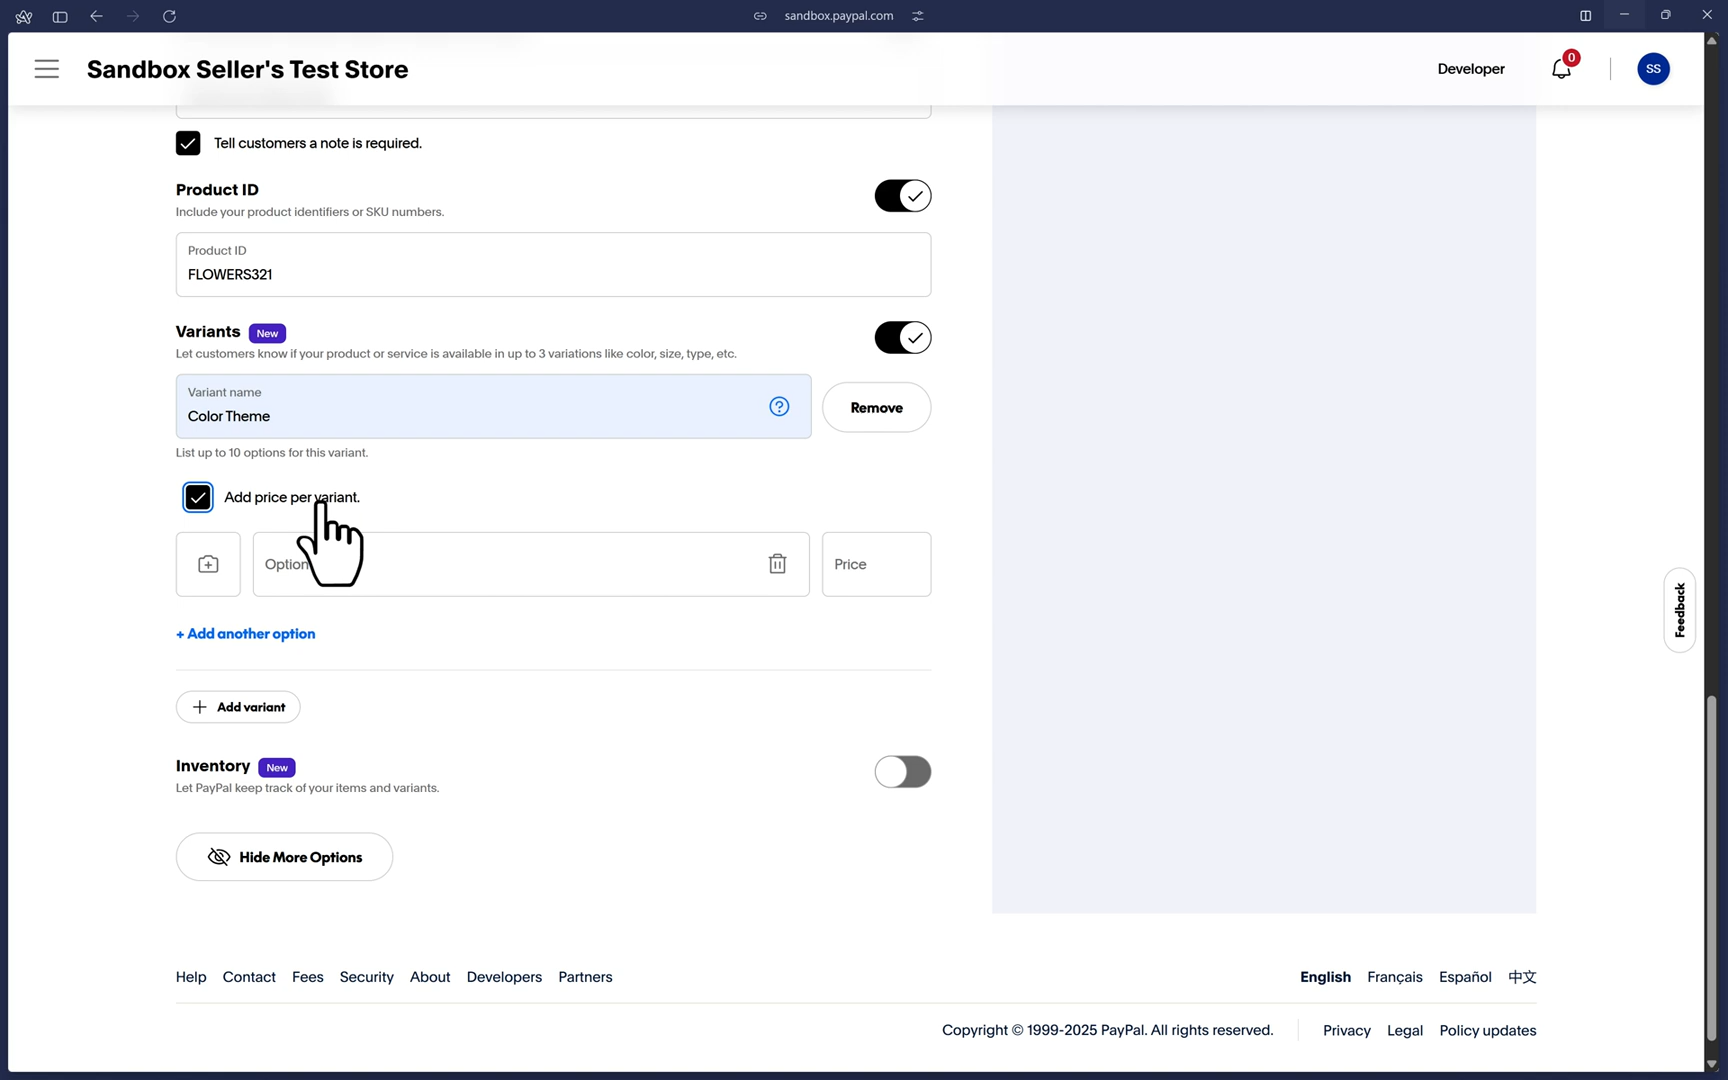 sandbox.paypal.com
Sandbox Seller's Test Store
Developer
0
SS
Tell customers a note is required.
Product ID
Include your product identifiers or SKU numbers.
Product ID
FLOWERS321
Variants New
Let customers know if your product or service is available in up to 3 variations like color, size, type, etc.
Variant name
Color Theme
Remove
List up to 10 options for this variant.
Add price per variant.
Option
Price
+ Add another option
Add variant
Inventory New
Let PayPal keep track of your items and variants.
Hide More Options
Feedback
Help Contact Fees Security About Developers Partners
English Français Español 中文
Copyright © 1999-2025 PayPal. All rights reserved.
Privacy Legal Policy updates